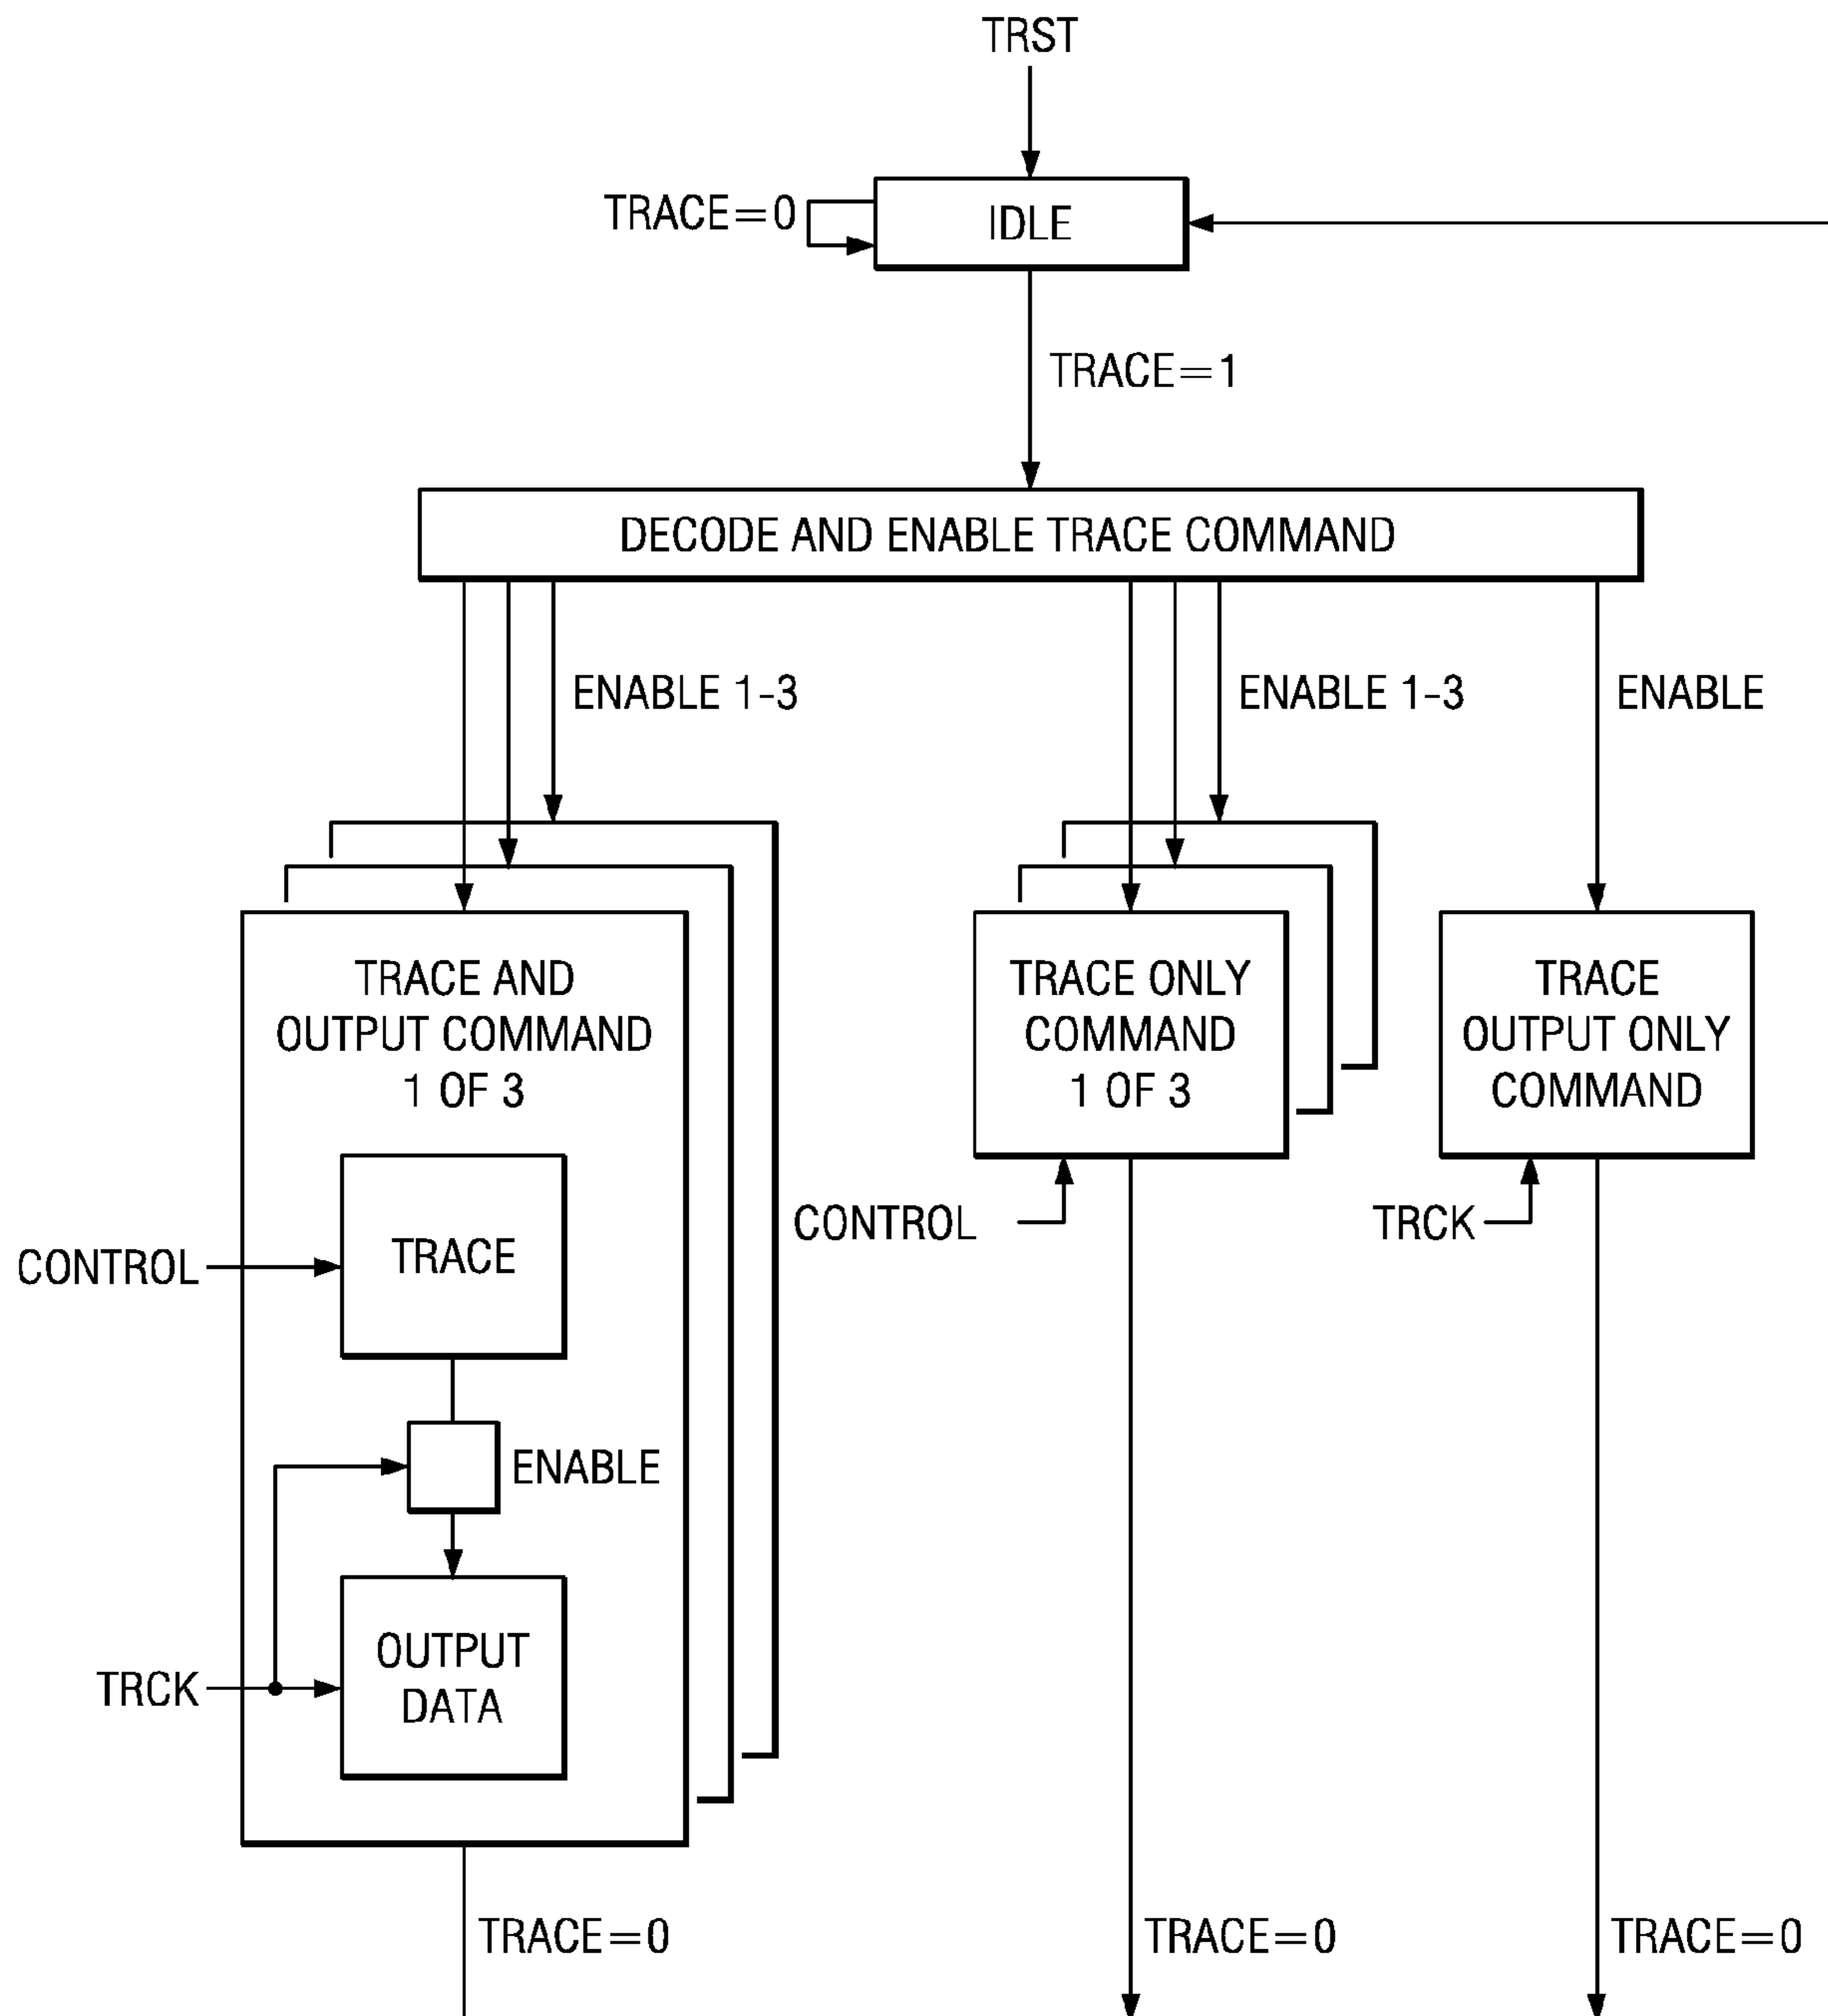 TRST
TRACE=0
IDLE
TRACE=1
DECODE AND ENABLE TRACE COMMAND
ENABLE 1-3
ENABLE 1-3
ENABLE
TRACE AND
OUTPUT COMMAND
1 OF 3
TRACE ONLY
COMMAND
1 OF 3
TRACE
OUTPUT ONLY
COMMAND
CONTROL
TRCK
CONTROL
TRACE
ENABLE
TRCK
OUTPUT
DATA
TRACE=0
TRACE=0
TRACE=0